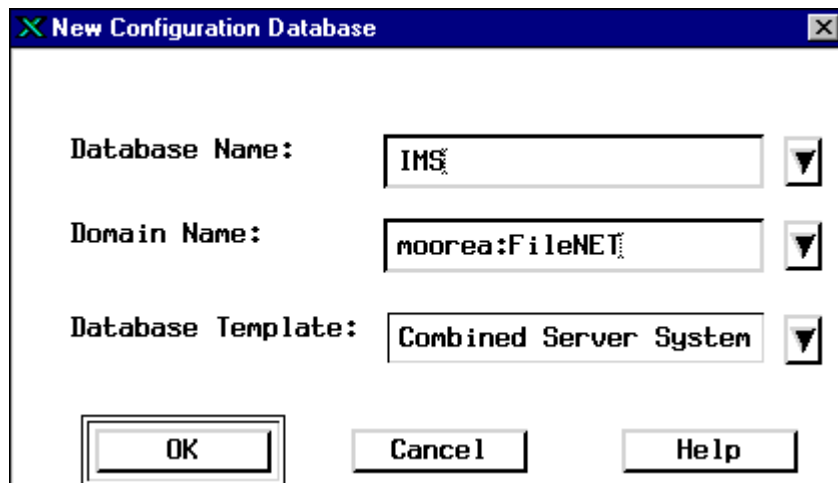 New Configuration Database
Database Name: IMS
Domain Name: moorea:FileNET
Database Template: Combined Server System
OK Cancel Help